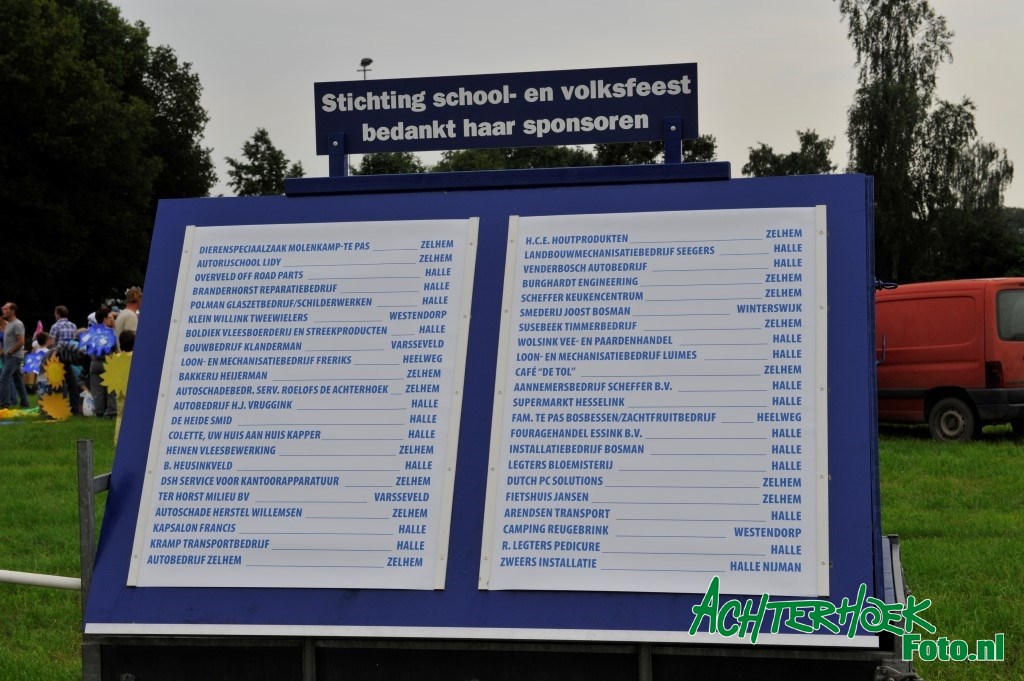 Stichting school- en volksfeest
bedankt haar sponsoren
DIERENSPECIAALZAAK MOLENKAMP-TE PAS ZELHEM
AUTORIJSCHOOL LIDY ZELHEM
OVERVELD OFF ROAD PARTS HALLE
BRANDERHORST REPARATIEBEDRIJF HALLE
POLMAN GLASZETBEDRIJF/SCHILDERWERKEN HALLE
KLEIN WILLINK TWEEWIELERS WESTENDORP
BOLDIEK VLEESBOERDERIJ EN STREEKPRODUCTEN HALLE
BOUWBEDRIJF KLANDERMAN VARSSEVELD
LOON- EN MECHANISATIEBEDRIJF FRERIKS HEELWEG
BAKKERIJ HEIJERMAN ZELHEM
AUTOSCHADEBEDR. SERV. ROELOFS DE ACHTERHOEK ZELHEM
AUTOBEDRIJF H.J. VRUGGINK HALLE
DE HEIDE SMID HALLE
COLETTE, UW HUIS AAN HUIS KAPPER HALLE
HEINEN VLEESBEWERKING ZELHEM
B. HEUSINKVELD HALLE
DSH SERVICE VOOR KANTOORAPPARATUUR ZELHEM
TER HORST MILIEU BV VARSSEVELD
AUTOSCHADE HERSTEL WILLEMSEN ZELHEM
KAPSALON FRANCIS HALLE
KRAMP TRANSPORTBEDRIJF HALLE
AUTOBEDRIJF ZELHEM ZELHEM
H.C.E. HOUTPRODUKTEN ZELHEM
LANDBOUWMECHANISATIEBEDRIJF SEEGERS HALLE
VENDERBOSCH AUTOBEDRIJF HALLE
BURGHARDT ENGINEERING ZELHEM
SCHEFFER KEUKENCENTRUM ZELHEM
SMEDERIJ JOOST BOSMAN WINTERSWIJK
SUSEBEEK TIMMERBEDRIJF ZELHEM
WOLSINK VEE- EN PAARDENHANDEL HALLE
LOON- EN MECHANISATIEBEDRIJF LUIMES HALLE
CAFÉ "DE TOL" ZELHEM
AANNEMERSBEDRIJF SCHEFFER B.V. HALLE
SUPERMARKT HESSELINK HALLE
FAM. TE PAS BOSBESSEN/ZACHTFRUITBEDRIJF HEELWEG
FOURAGEHANDEL ESSINK B.V. HALLE
INSTALLATIEBEDRIJF BOSMAN HALLE
LEGTERS BLOEMISTERIJ HALLE
DUTCH PC SOLUTIONS ZELHEM
FIETSHUIS JANSEN ZELHEM
ARENDSEN TRANSPORT HALLE
CAMPING REUGEBRINK WESTENDORP
R. LEGTERS PEDICURE HALLE
ZWEERS INSTALLATIE HALLE NIJMAN
ACHTERHOEK
Foto.nl